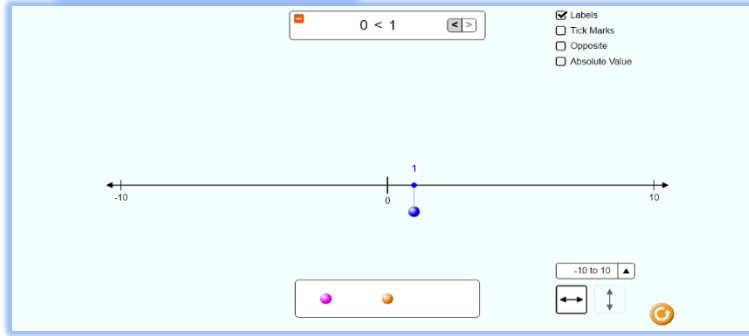 0 < 1
< >
Labels
Tick Marks
Opposite
Absolute Value
1
-10
0
10
-10 to 10